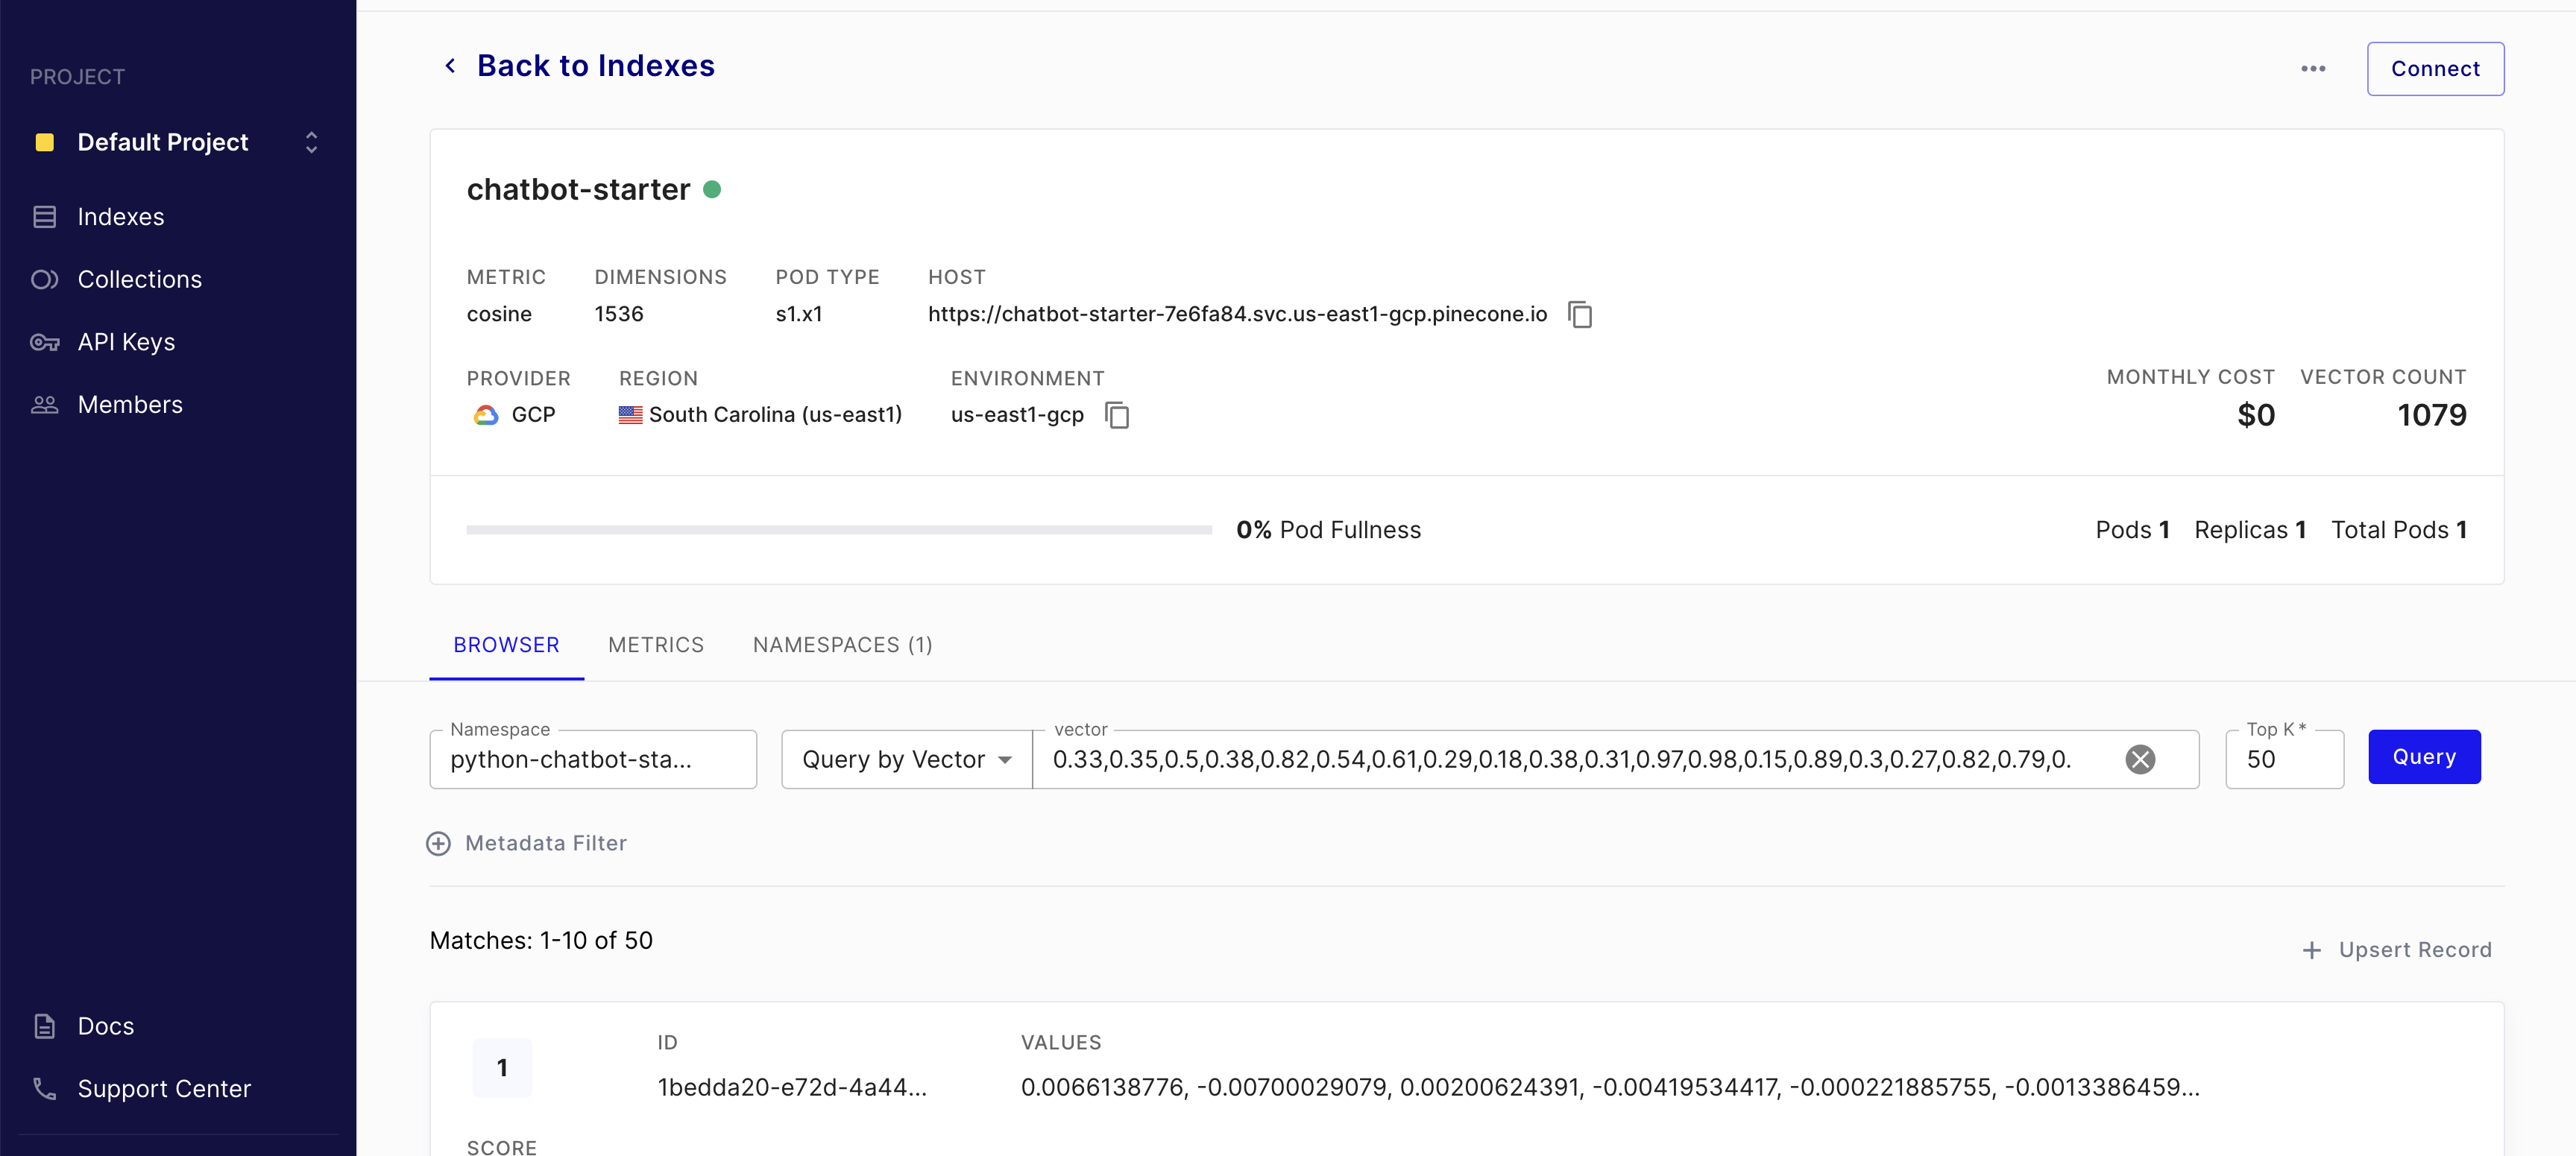 PROJECT
Default Project
Indexes
Collections
API Keys
Members
Docs
Support Center
Back to Indexes
Connect
chatbot-starter
METRIC DIMENSIONS POD TYPE HOST
cosine 1536 s1.x1 https://chatbot-starter-7e6fa84.svc.us-east1-gcp.pinecone.io
PROVIDER REGION ENVIRONMENT MONTHLY COST VECTOR COUNT
GCP South Carolina (us-east1) us-east1-gcp $0 1079
0% Pod Fullness Pods 1 Replicas 1 Total Pods 1
BROWSER METRICS NAMESPACES (1)
Namespace vector Top K *
python-chatbot-sta... Query by Vector 0.33,0.35,0.5,0.38,0.82,0.54,0.61,0.29,0.18,0.38,0.31,0.97,0.98,0.15,0.89,0.3,0.27,0.82,0.79,0. 50 Query
Metadata Filter
Matches: 1-10 of 50
Upsert Record
ID VALUES
1 1bedda20-e72d-4a44... 0.0066138776, -0.00700029079, 0.00200624391, -0.00419534417, -0.000221885755, -0.0013386459...
SCORE